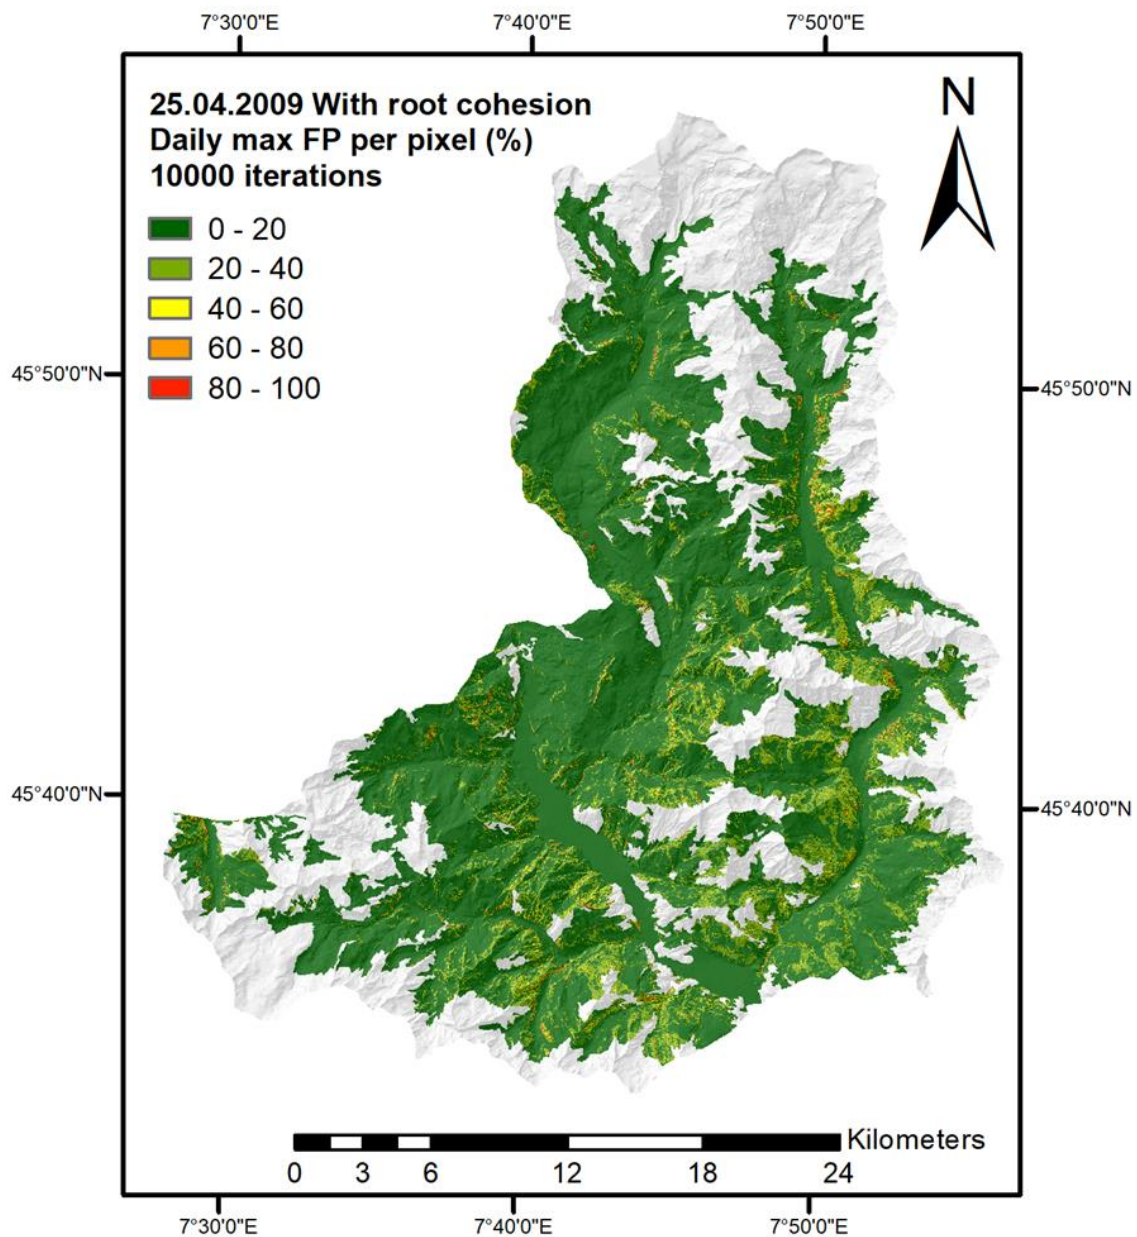 7°30'0"E 7°40'0"E 7°50'0"E
25.04.2009 With root cohesion
Daily max FP per pixel (%)
10000 iterations
N
0 - 20
20 - 40
40 - 60
60 - 80
80 - 100
45°50'0"N 45°50'0"N
45°40'0"N 45°40'0"N
Kilometers
0 3 6 12 18 24
7°30'0"E 7°40'0"E 7°50'0"E